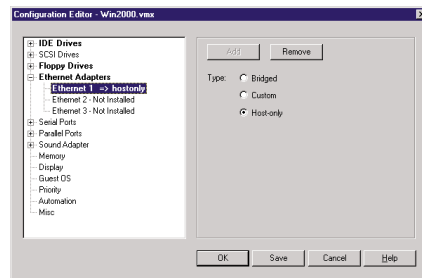 Configuration Editor - Win2000.vmx
IDE Drives
SCSI Drives
Floppy Drives
Ethernet Adapters
Ethernet 1 => hostonly
Ethernet 2 - Not Installed
Ethernet 3 - Not Installed
Serial Ports
Parallel Ports
Sound Adapter
Memory
Display
Guest OS
Priority
Automation
Misc
Add Remove
Type: Bridged
Custom
Host-only
OK Save Cancel Help